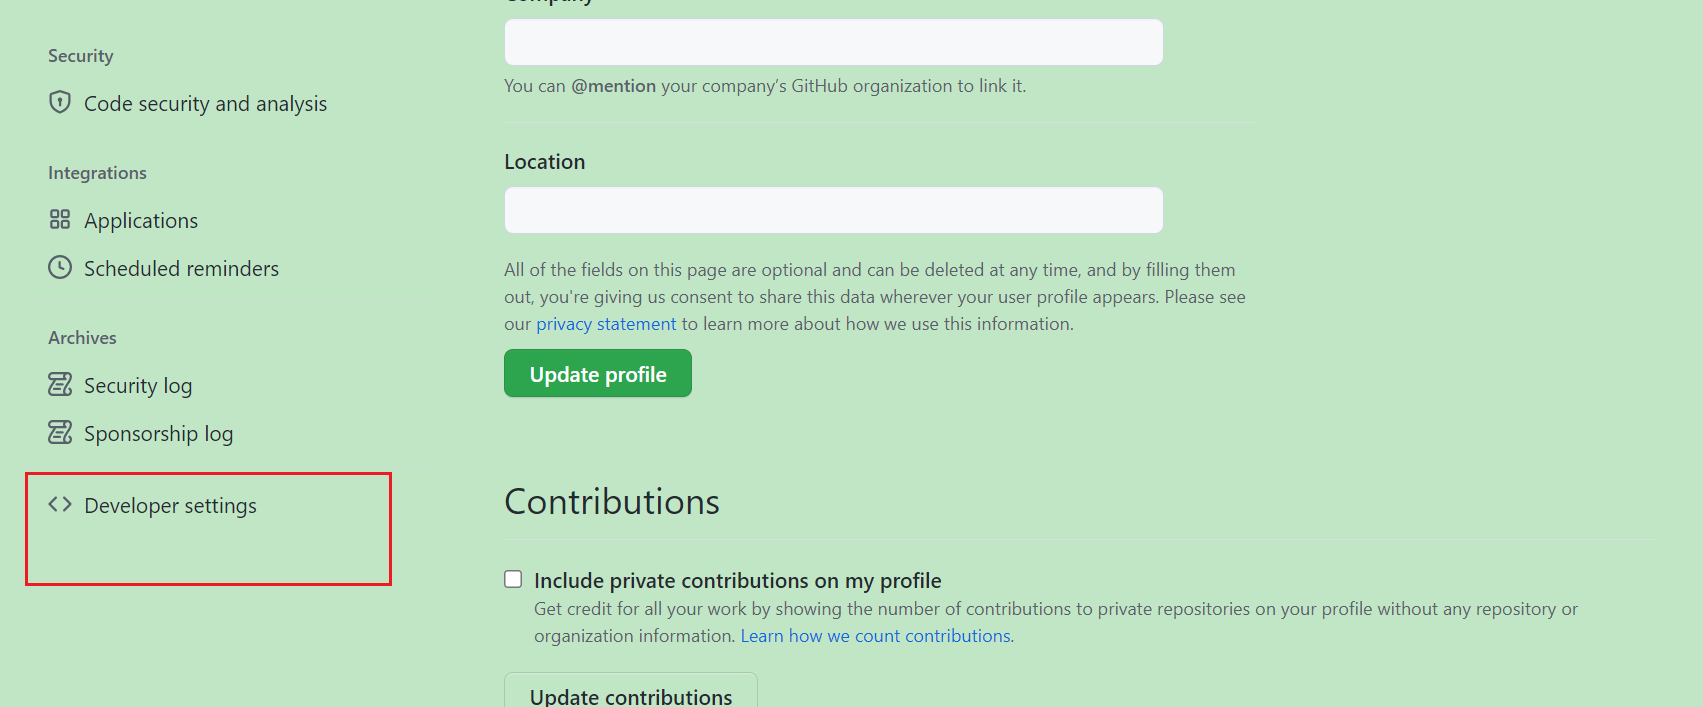 Security
Code security and analysis
Integrations
Applications
Scheduled reminders
Archives
Security log
Sponsorship log
Developer settings
Company
You can @mention your company’s GitHub organization to link it.
Location
All of the fields on this page are optional and can be deleted at any time, and by filling them
out, you're giving us consent to share this data wherever your user profile appears. Please see
our privacy statement to learn more about how we use this information.
Update profile
Contributions
Include private contributions on my profile
Get credit for all your work by showing the number of contributions to private repositories on your profile without any repository or
organization information. Learn how we count contributions.
Update contributions